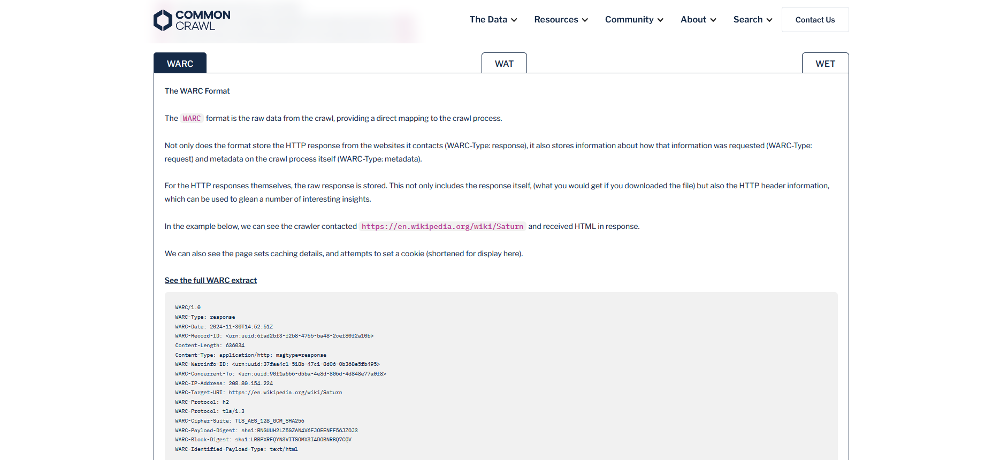 COMMON
CRAWL
The Data
Resources
Community
About
Search
Contact Us
WARC
WAT
WET
The WARC Format
The WARC format is the raw data from the crawl, providing a direct mapping to the crawl process.
Not only does the format store the HTTP response from the websites it contacts (WARC-Type: response), it also stores information about how that information was requested (WARC-Type:
request) and metadata on the crawl process itself (WARC-Type: metadata).
For the HTTP responses themselves, the raw response is stored. This not only includes the response itself, (what you would get if you downloaded the file) but also the HTTP header information,
which can be used to glean a number of interesting insights.
In the example below, we can see the crawler contacted https://en.wikipedia.org/wiki/Saturn and received HTML in response.
We can also see the page sets caching details, and attempts to set a cookie (shortened for display here).
See the full WARC extract
WARC/1.0
WARC-Type: response
WARC-Date: 2024-11-30T14:52:51Z
WARC-Record-ID: <urn:uuid:6fad2bf3-f2b8-4755-ba48-2cef80f2a10b>
Content-Length: 636034
Content-Type: application/http; msgtype=response
WARC-Warcinfo-ID: <urn:uuid:37faa4c1-518b-47c1-8d06-0b368e5fb495>
WARC-Concurrent-To: <urn:uuid:90f1a666-d5ba-4e8d-806d-4d848e77a0f8>
WARC-IP-Address: 208.80.154.224
WARC-Target-URI: https://en.wikipedia.org/wiki/Saturn
WARC-Protocol: h2
WARC-Protocol: tls/1.3
WARC-Cipher-Suite: TLS_AES_128_GCM_SHA256
WARC-Payload-Digest: sha1:RNGUUH2LZ5GZAN4V6FJOEENFF56JZOJ3
WARC-Block-Digest: sha1:LRBPXRFQYN3VITSOMX3I4DOBNRBQ7CQV
WARC-Identified-Payload-Type: text/html